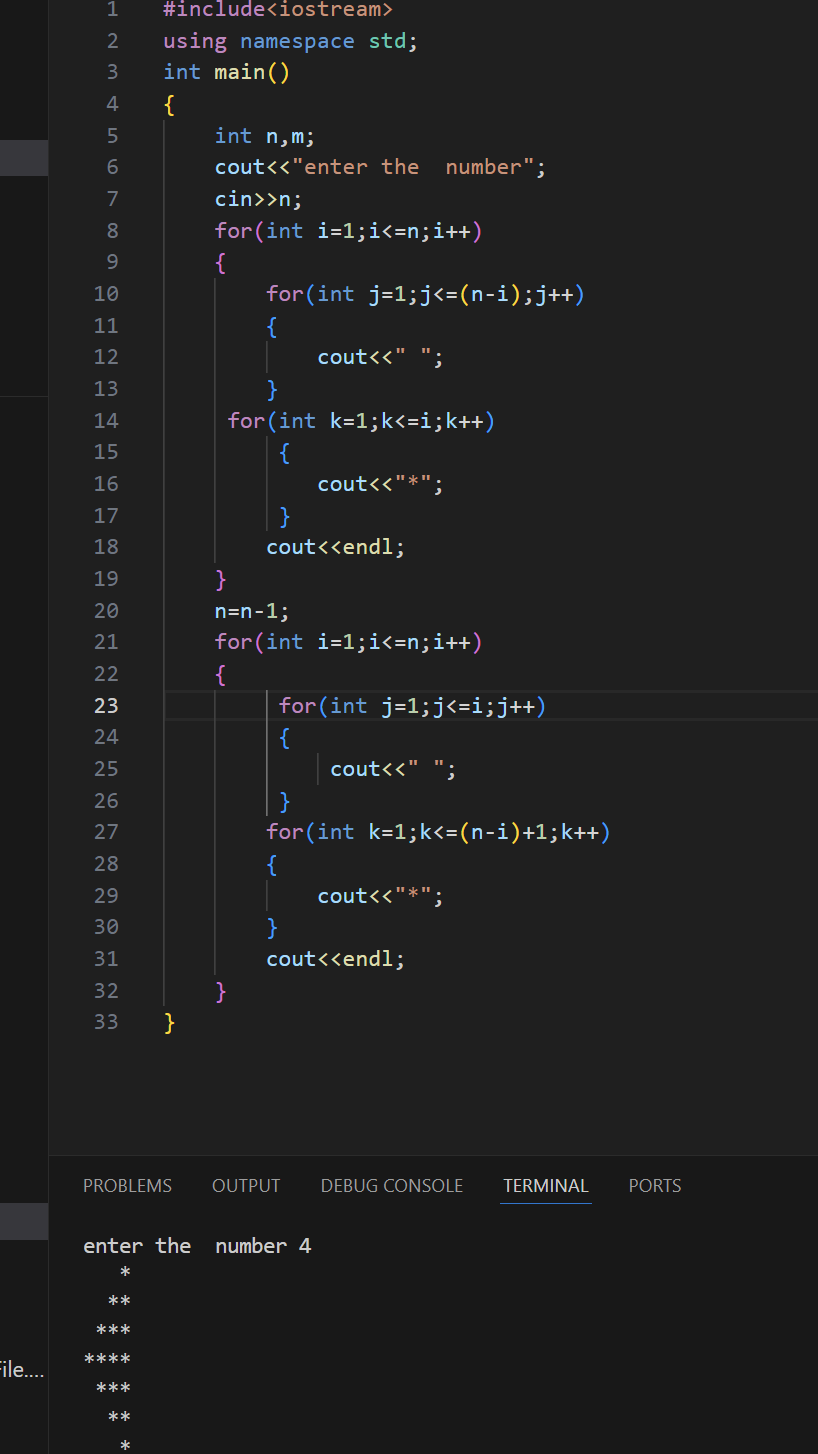 1 #include<iostream>
2 using namespace std;
3 int main()
4 {
5 int n,m;
6 cout<<"enter the  number";
7 cin>>n;
8 for(int i=1;i<=n;i++)
9 {
10 for(int j=1;j<=(n-i);j++)
11 {
12 cout<<" ";
13 }
14 for(int k=1;k<=i;k++)
15 {
16 cout<<"*";
17 }
18 cout<<endl;
19 }
20 n=n-1;
21 for(int i=1;i<=n;i++)
22 {
23 for(int j=1;j<=i;j++)
24 {
25 cout<<" ";
26 }
27 for(int k=1;k<=(n-i)+1;k++)
28 {
29 cout<<"*";
30 }
31 cout<<endl;
32 }
33 }
PROBLEMS OUTPUT DEBUG CONSOLE TERMINAL PORTS
enter the  number 4
   *
  **
 ***
****
 ***
  **
   *